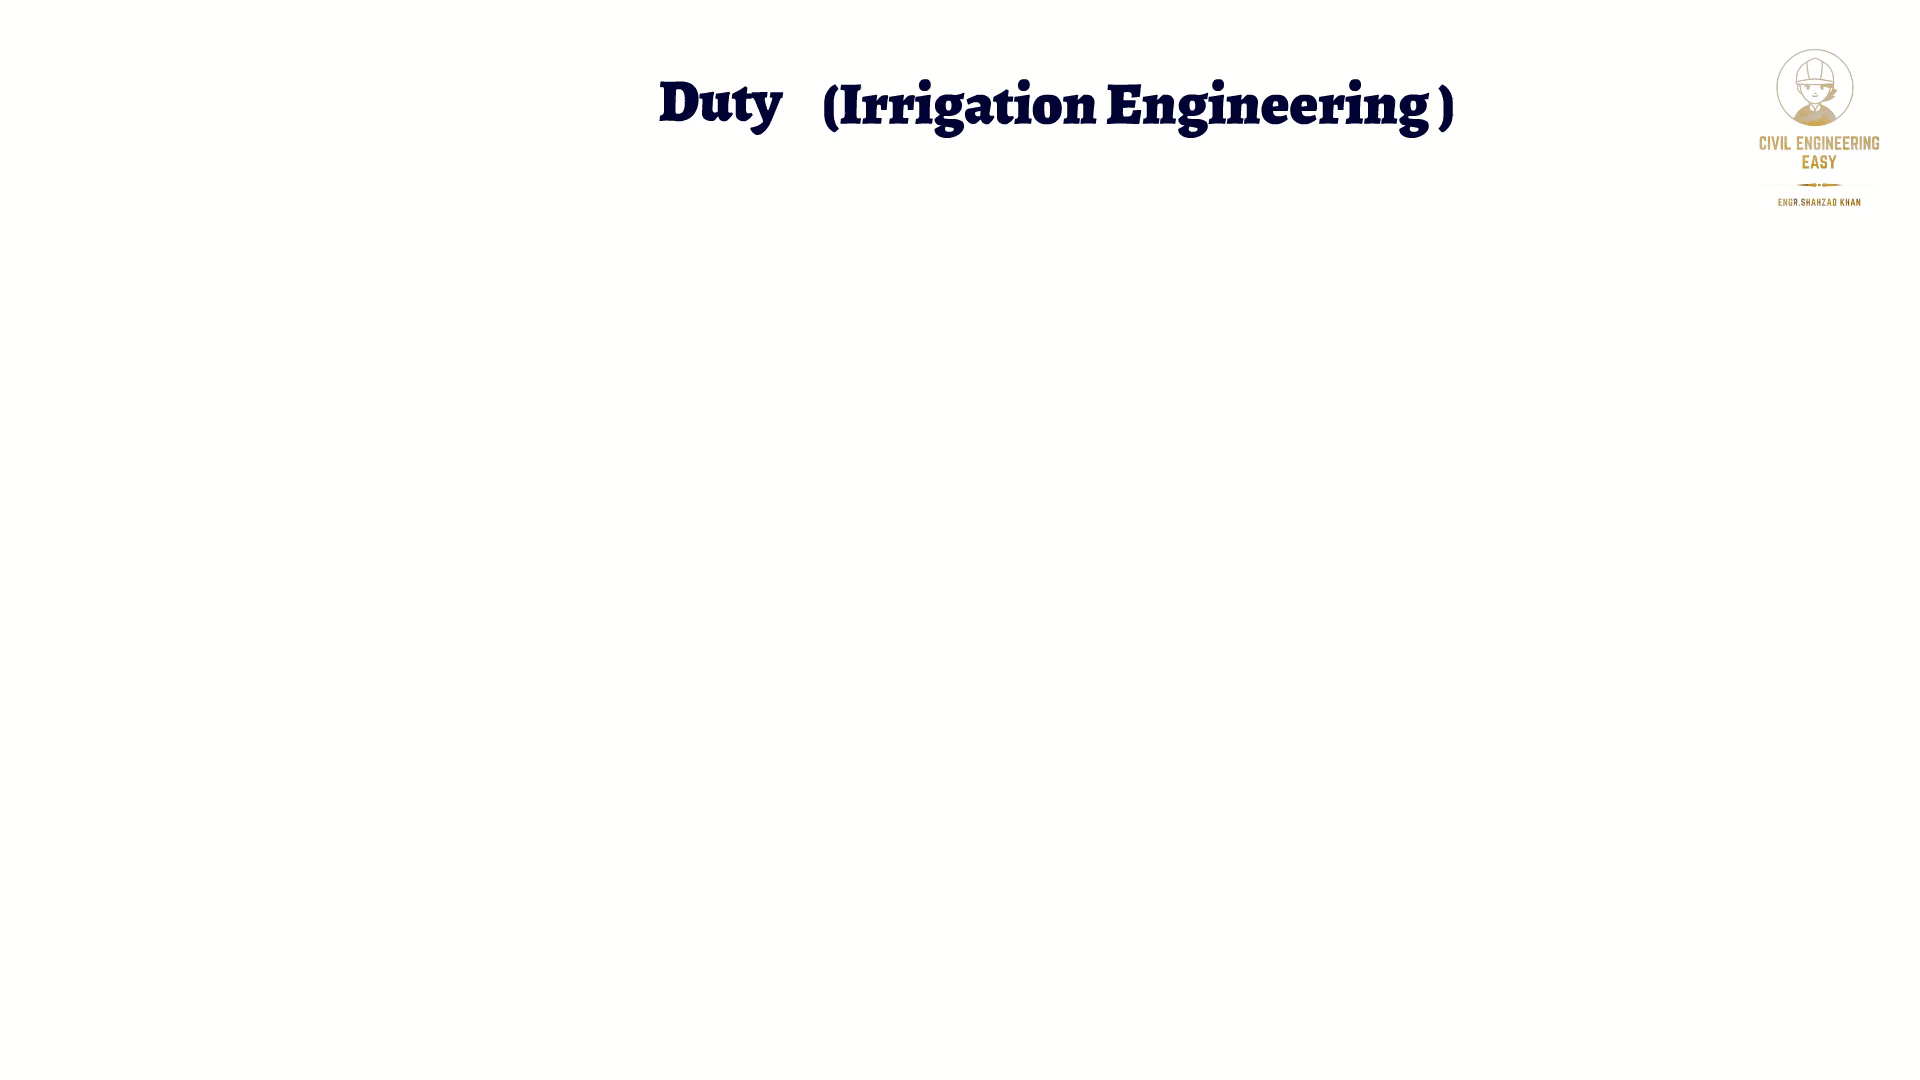 Duty (Irrigation Engineering )
CIVIL ENGINEERING
EASY
ENGR.SHAHZAD KHAN